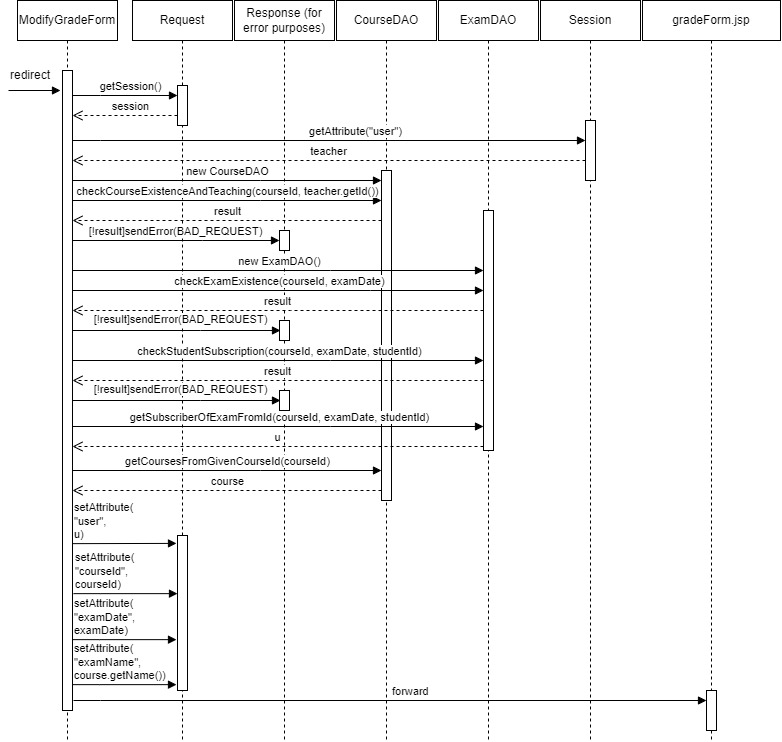 ModifyGradeForm
Request
Response (for
error purposes)
CourseDAO
ExamDAO
Session
gradeForm.jsp
redirect
getSession()
session
getAttribute("user")
teacher
new CourseDAO
checkCourseExistenceAndTeaching(courseId, teacher.getId())
result
[!result]sendError(BAD_REQUEST)
new ExamDAO()
checkExamExistence(courseId, examDate)
result
[!result]sendError(BAD_REQUEST)
checkStudentSubscription(courseId, examDate, studentId)
result
[!result]sendError(BAD_REQUEST)
getSubscriberOfExamFromId(courseId, examDate, studentId)
u
getCoursesFromGivenCourseId(courseId)
course
setAttribute(
"user",
u)
setAttribute(
"courseId",
courseId)
setAttribute(
"examDate",
examDate)
setAttribute(
"examName",
course.getName())
forward